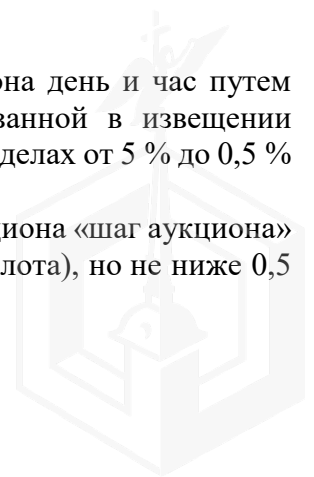 она день и час путем
ванной в извещении
делах от 5 % до 0,5 %
циона «шаг аукциона»
лота), но не ниже 0,5